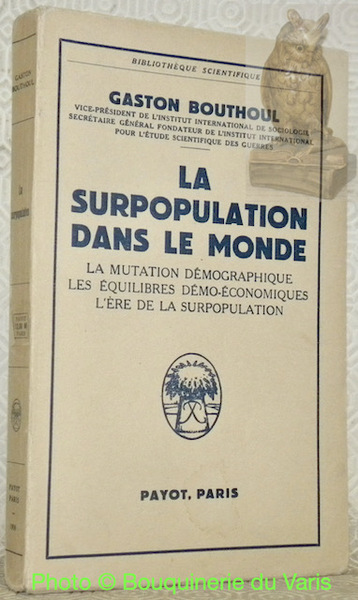 BIBLIOTHÈQUE SCIENTIFIQUE
GASTON BOUTHOUL
VICE-PRÉSIDENT DE L'INSTITUT INTERNATIONAL DE SOCIOLOGIE
SECRÉTAIRE GÉNÉRAL FONDATEUR DE L'INSTITUT INTERNATIONAL
POUR L'ÉTUDE SCIENTIFIQUE DES GUERRES
LA
SURPOPULATION
DANS LE MONDE
LA MUTATION DÉMOGRAPHIQUE
LES ÉQUILIBRES DÉMO-ÉCONOMIQUES
L'ÈRE DE LA SURPOPULATION
PAYOT, PARIS
GASTON
BOUTHOUL
LA
PAYOT
PARIS
Photo © Bouquinerie du Varis